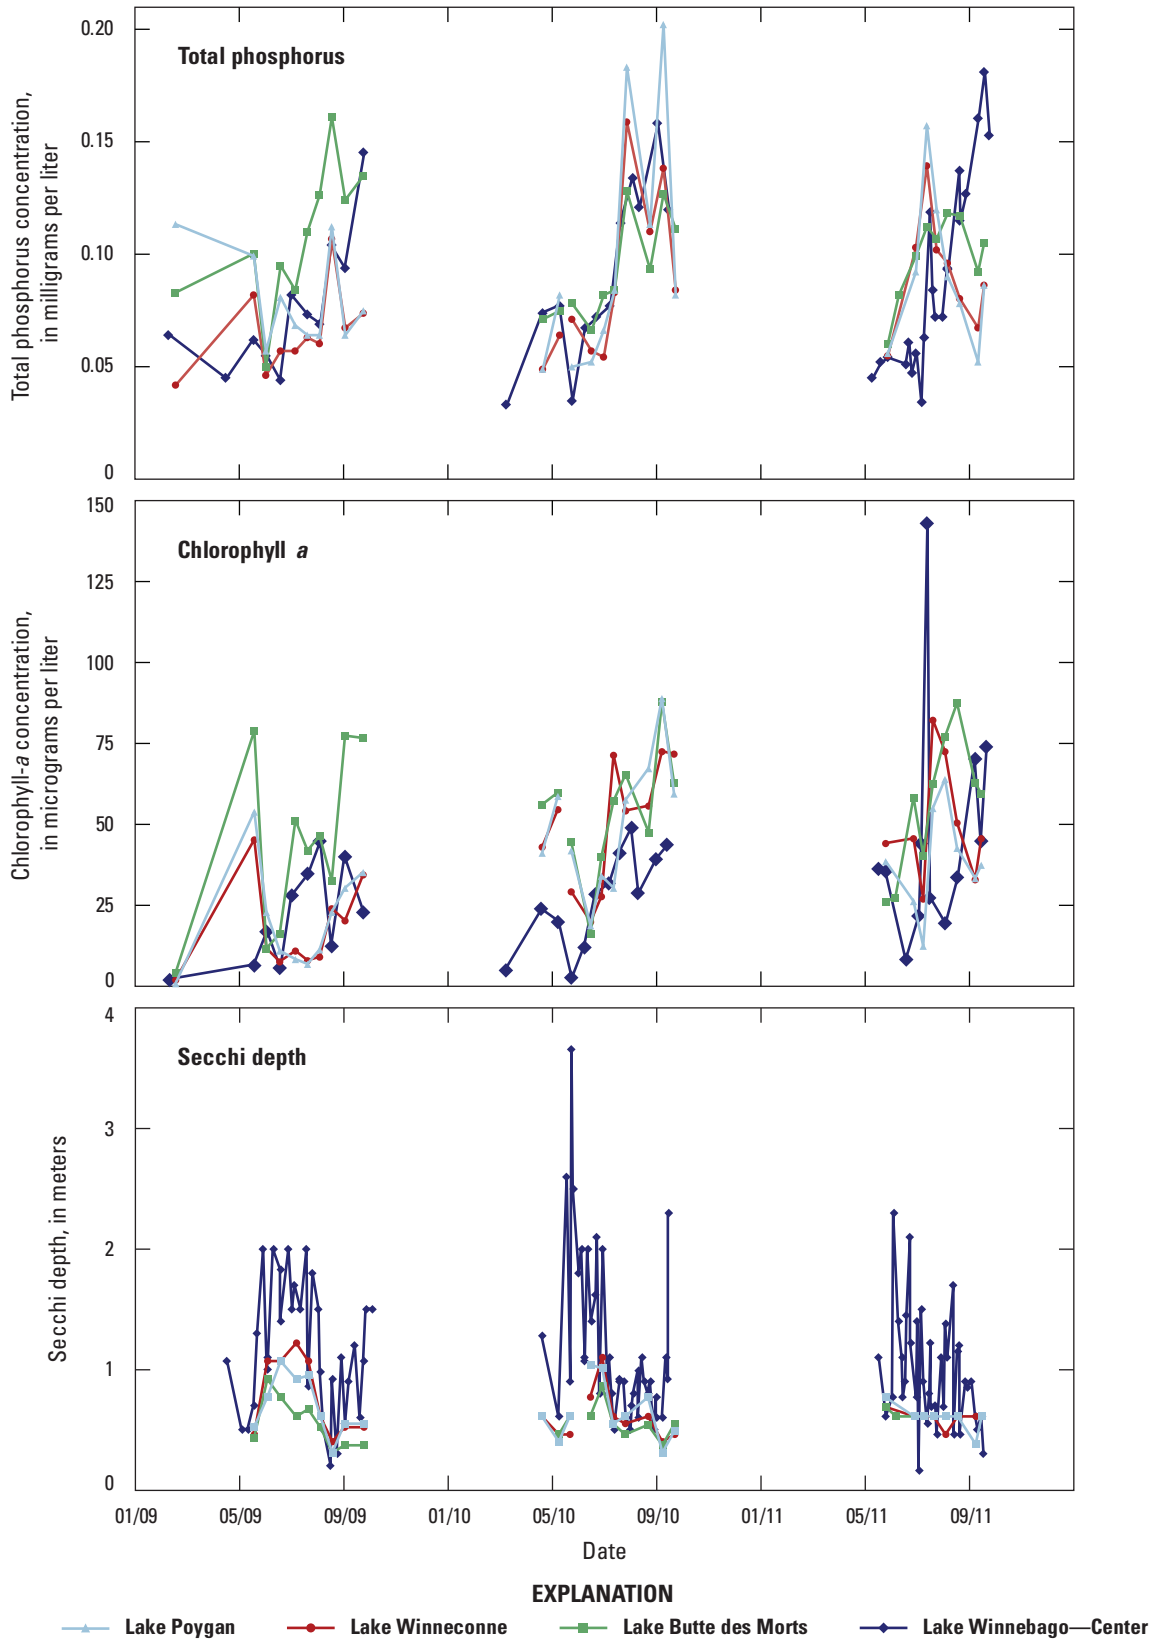 0.20
Total phosphorus
0.15
0.10
0.05
0
Total phosphorus concentration,
in milligrams per liter
150
Chlorophyll a
125
100
75
50
25
0
Chlorophyll-a concentration,
in micrograms per liter
4
Secchi depth
3
2
1
0
Secchi depth, in meters
01/09 05/09 09/09 01/10 05/10 09/10 01/11 05/11 09/11
Date
EXPLANATION
Lake Poygan Lake Winneconne Lake Butte des Morts Lake Winnebago—Center